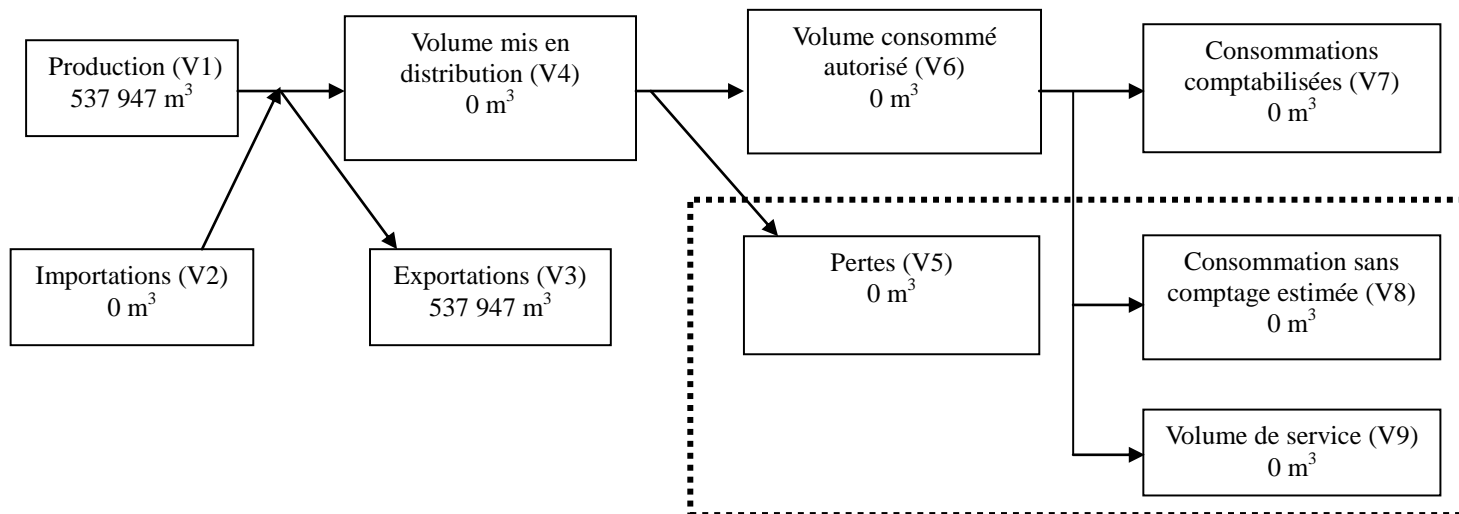 Production (V1)
537 947 m³
Volume mis en
distribution (V4)
0 m³
Volume consommé
autorisé (V6)
0 m³
Consommations
comptabilisées (V7)
0 m³
Importations (V2)
0 m³
Exportations (V3)
537 947 m³
Pertes (V5)
0 m³
Consommation sans
comptage estimée (V8)
0 m³
Volume de service (V9)
0 m³